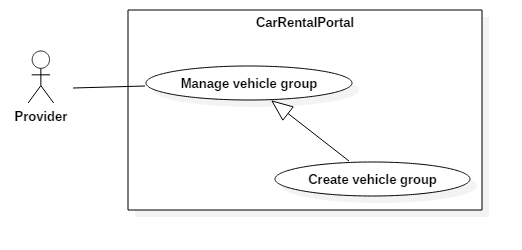 CarRentalPortal
Manage vehicle group
Provider
Create vehicle group